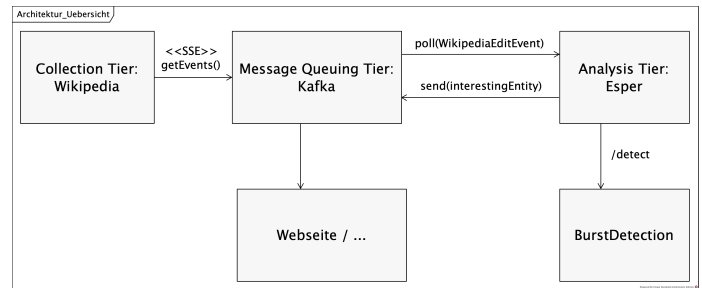 Architektur_Uebersicht
Collection Tier:
Wikipedia
<<SSE>>
getEvents()
Message Queuing Tier:
Kafka
poll(WikipediaEditEvent)
send(interestingEntity)
Analysis Tier:
Esper
/detect
Webseite / ...
BurstDetection